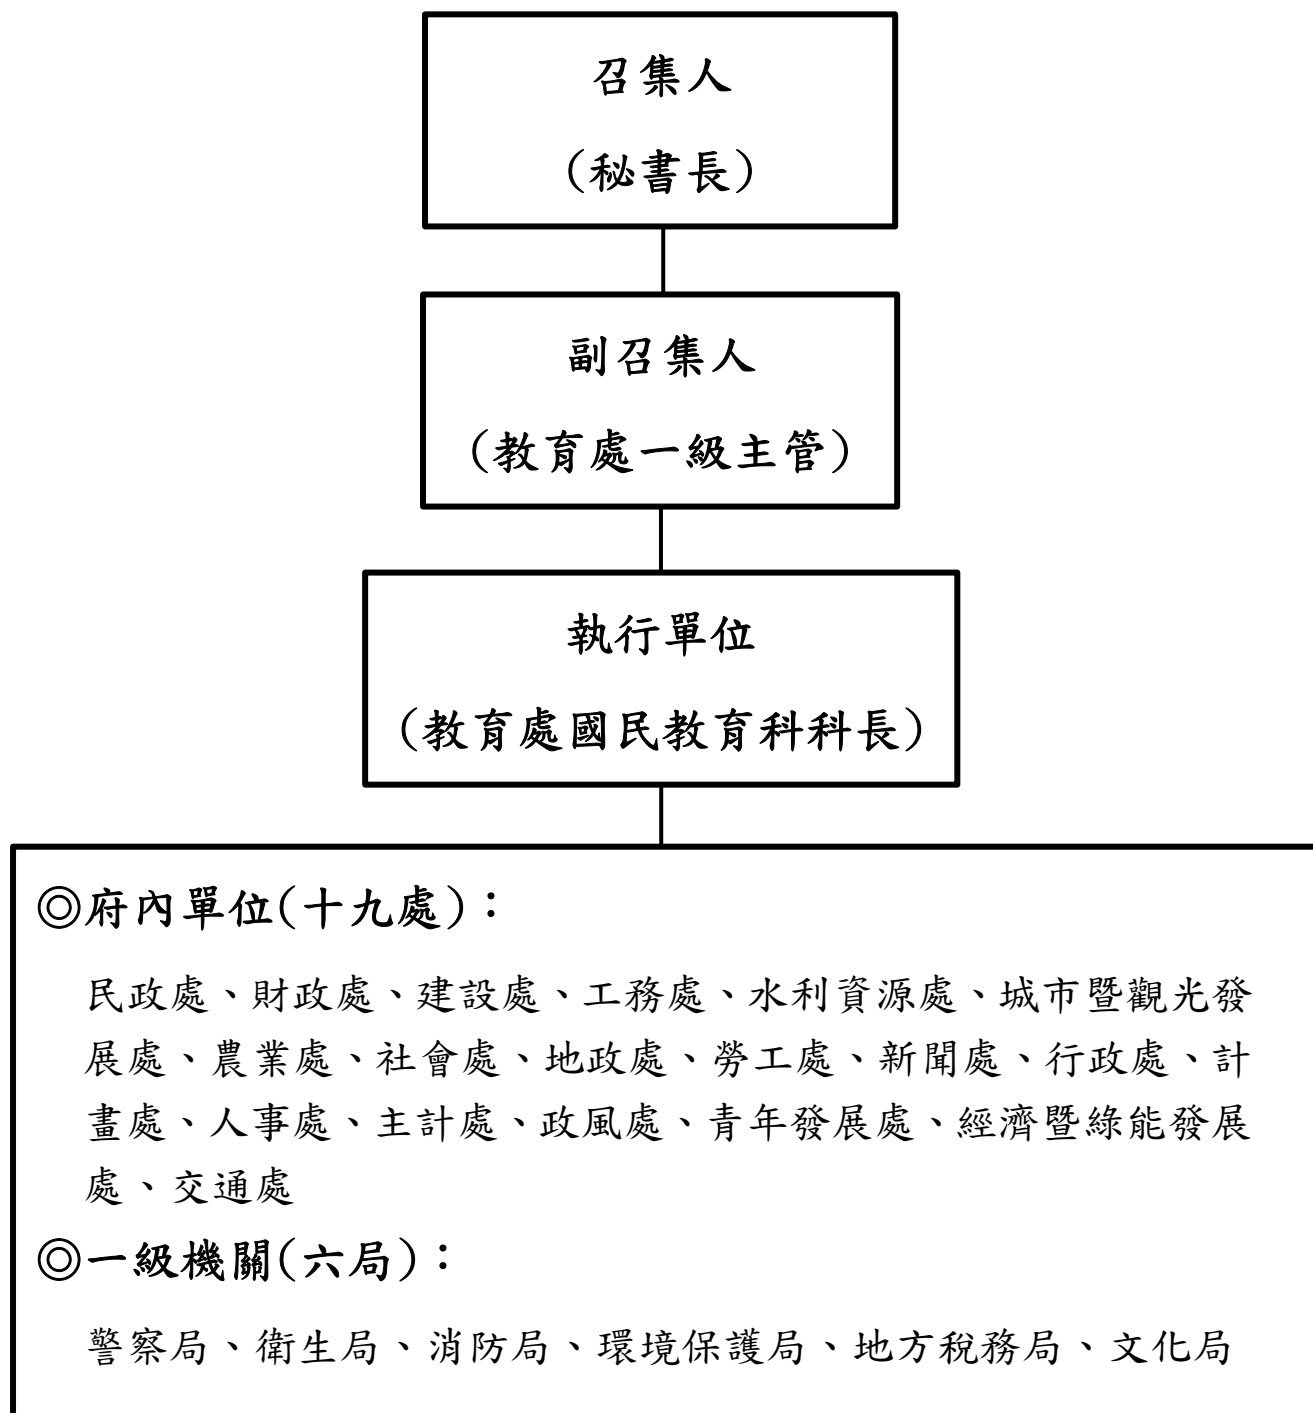 召集人
(秘書長)
副召集人
(教育處一級主管)
執行單位
(教育處國民教育科科長)
◎府內單位(十九處)：
民政處、財政處、建設處、工務處、水利資源處、城市暨觀光發
展處、農業處、社會處、地政處、勞工處、新聞處、行政處、計
畫處、人事處、主計處、政風處、青年發展處、經濟暨綠能發展
處、交通處
◎一級機關(六局)：
警察局、衛生局、消防局、環境保護局、地方稅務局、文化局